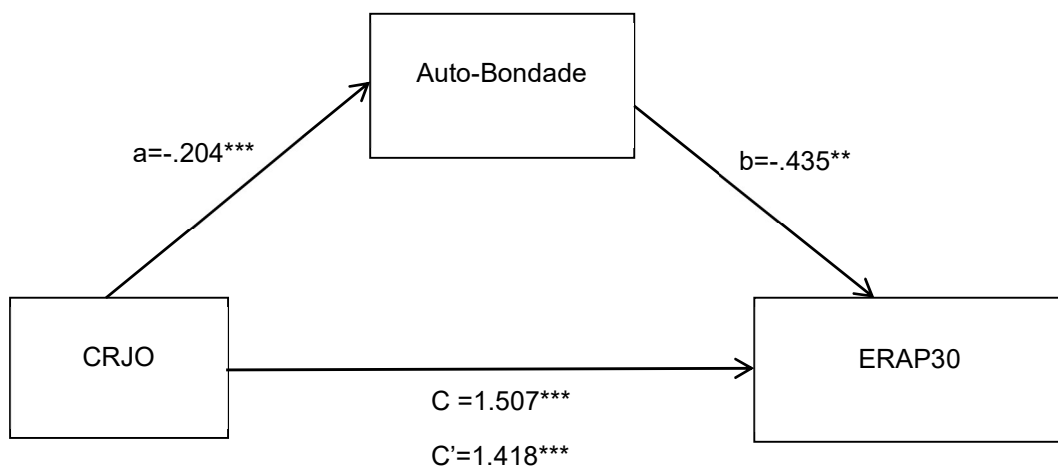 Auto-Bondade
a=-.204***
b=-.435**
CRJO
ERAP30
C =1.507***
C’=1.418***